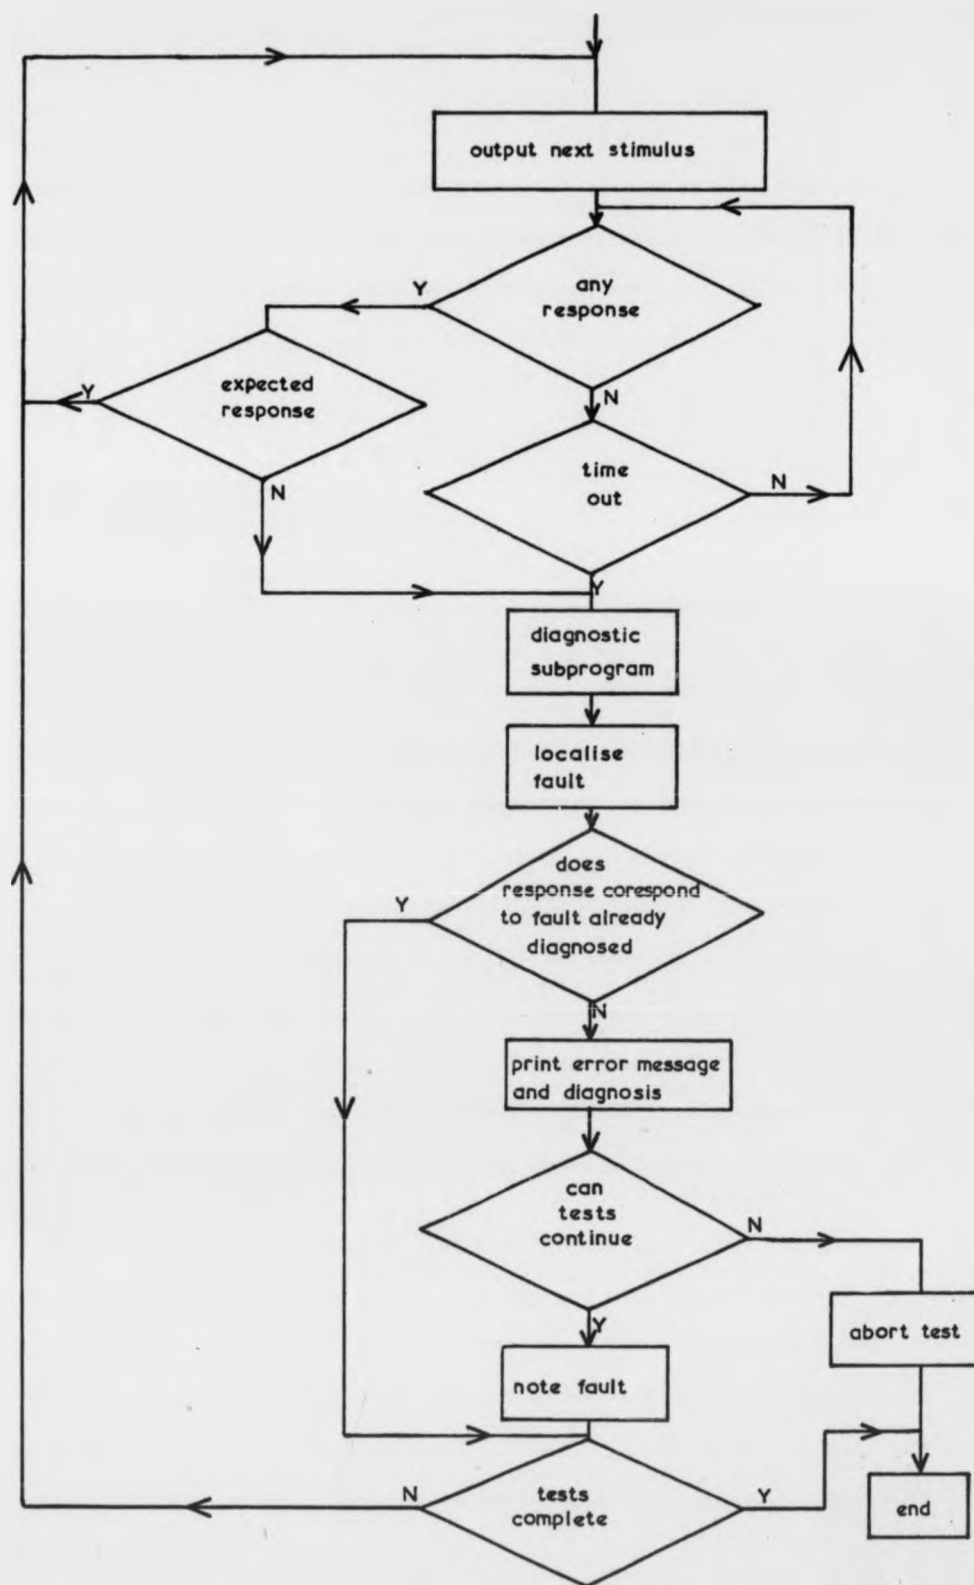 output next stimulus
any
response
Y
N
expected
response
Y
N
time
out
N
Y
diagnostic
subprogram
localise
fault
does
response corespond
to fault already
diagnosed
Y
N
print error message
and diagnosis
can
tests
continue
N
Y
abort test
note fault
tests
complete
N
Y
end